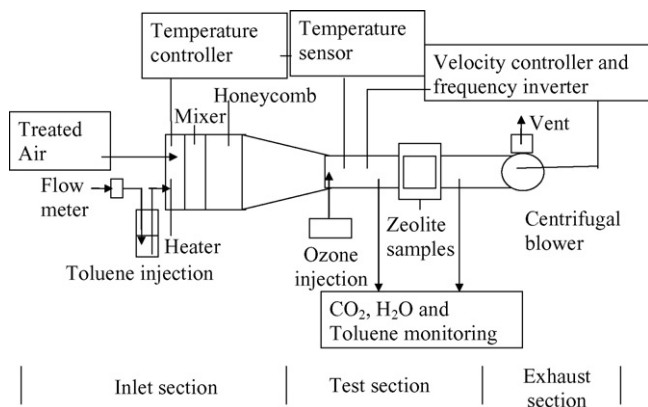 Temperature
controller
Temperature
sensor
Velocity controller and
frequency inverter
Honeycomb
Mixer
Vent
Treated
Air
Flow
meter
Heater
Toluene injection
Ozone
injection
Zeolite
samples
Centrifugal
blower
CO₂, H₂O and
Toluene monitoring
Inlet section
Test section
Exhaust
section